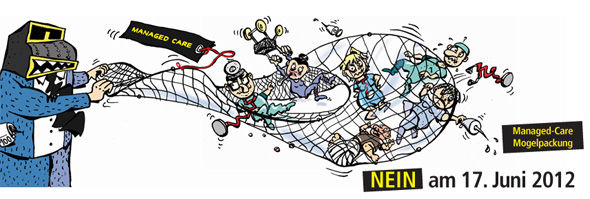 MANAGED CARE
Managed-Care
Mogelpackung
NEIN am 17. Juni 2012